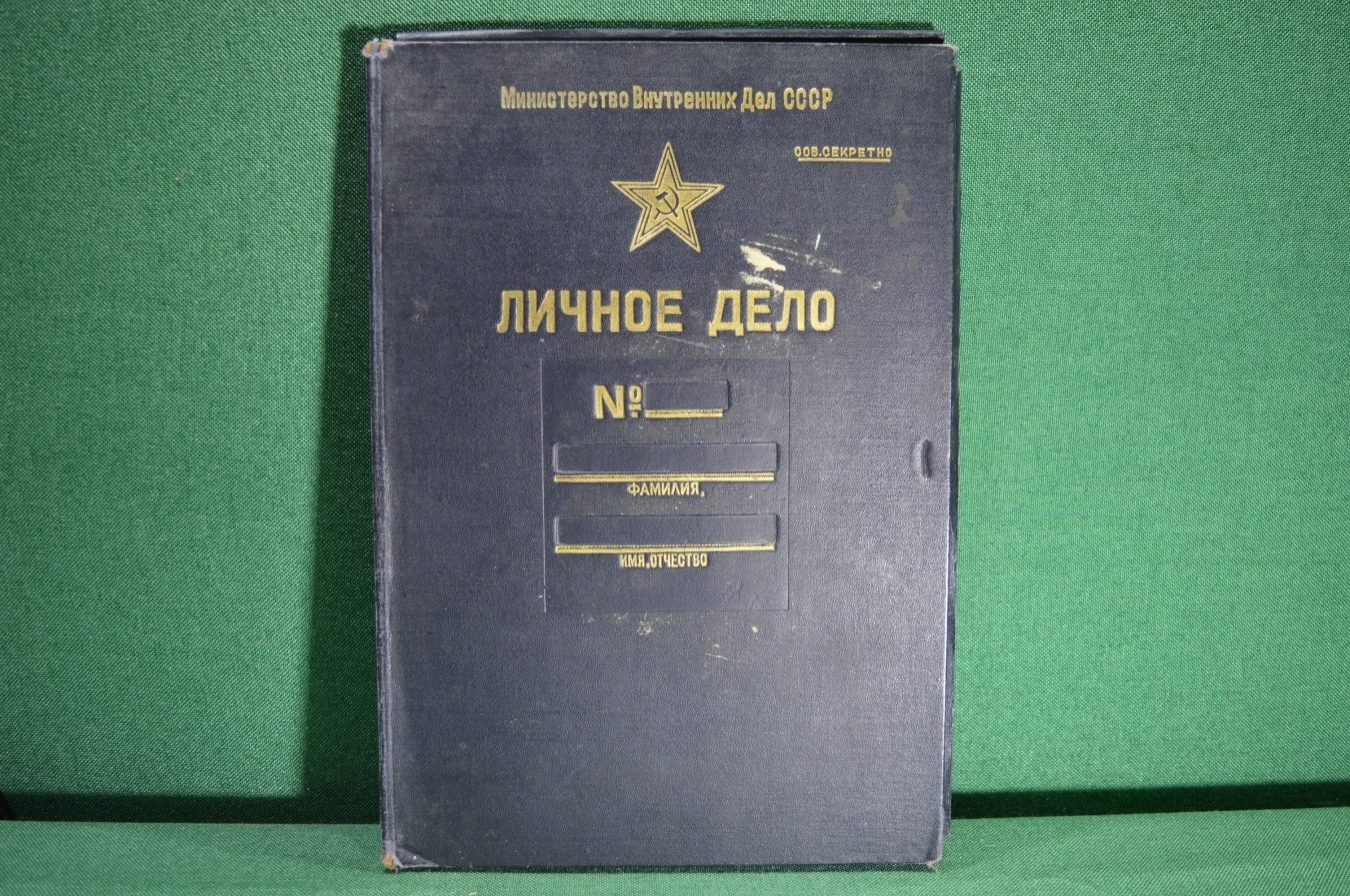 Министерство Внутренних Дел СССР
СОВ.СЕКРЕТНО
ЛИЧНОЕ ДЕЛО
№
ФАМИЛИЯ,
ИМЯ,ОТЧЕСТВО